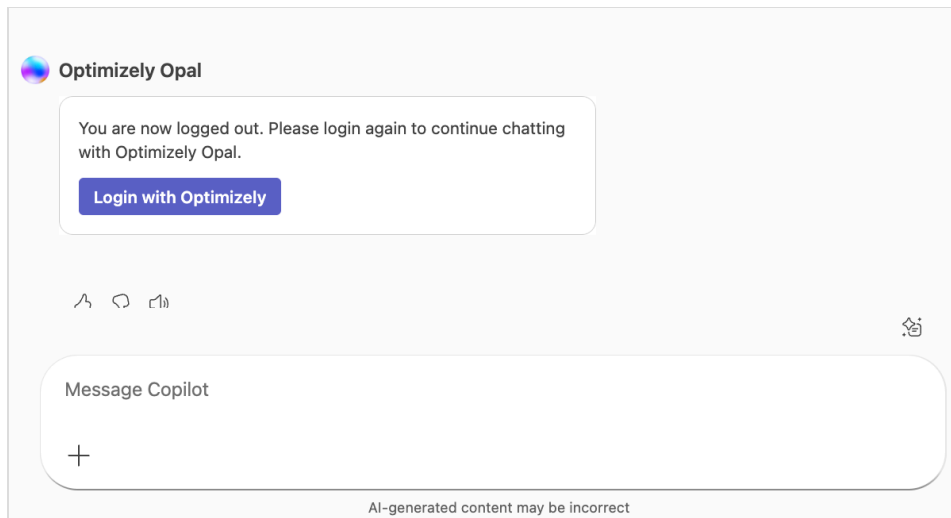 Optimizely Opal
You are now logged out. Please login again to continue chatting
with Optimizely Opal.
Login with Optimizely
Message Copilot
AI-generated content may be incorrect